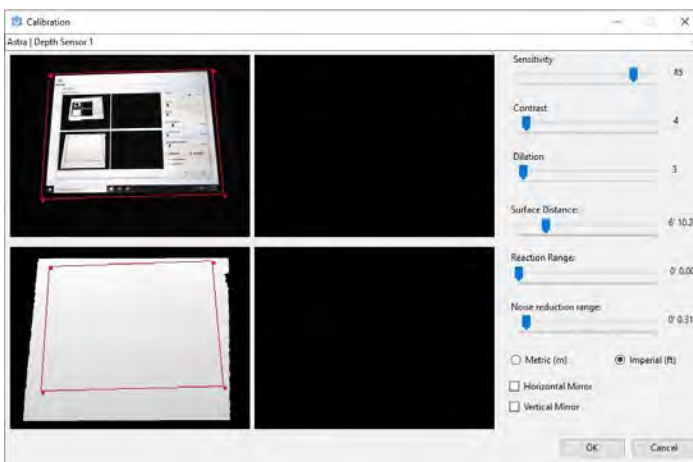 Calibration
Astra | Depth Sensor 1
Sensitivity
85
Contrast
4
Dilation
3
Surface Distance:
6' 10.2
Reaction Range:
0' 0.00
Noise reduction range:
0' 0.31
Metric (m)
Imperial (ft)
Horizontal Mirror
Vertical Mirror
OK
Cancel